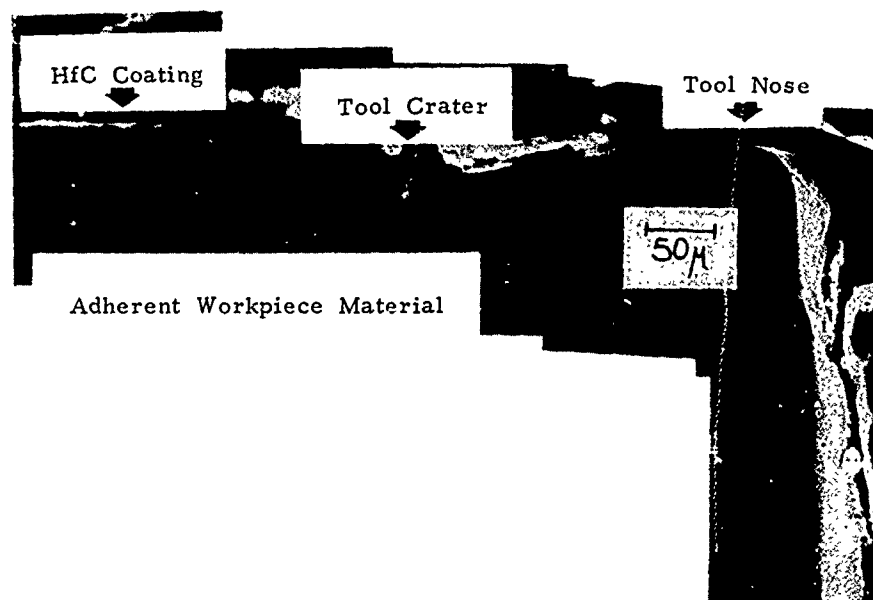 HfC Coating
Tool Crater
Tool Nose
50μ
Adherent Workpiece Material